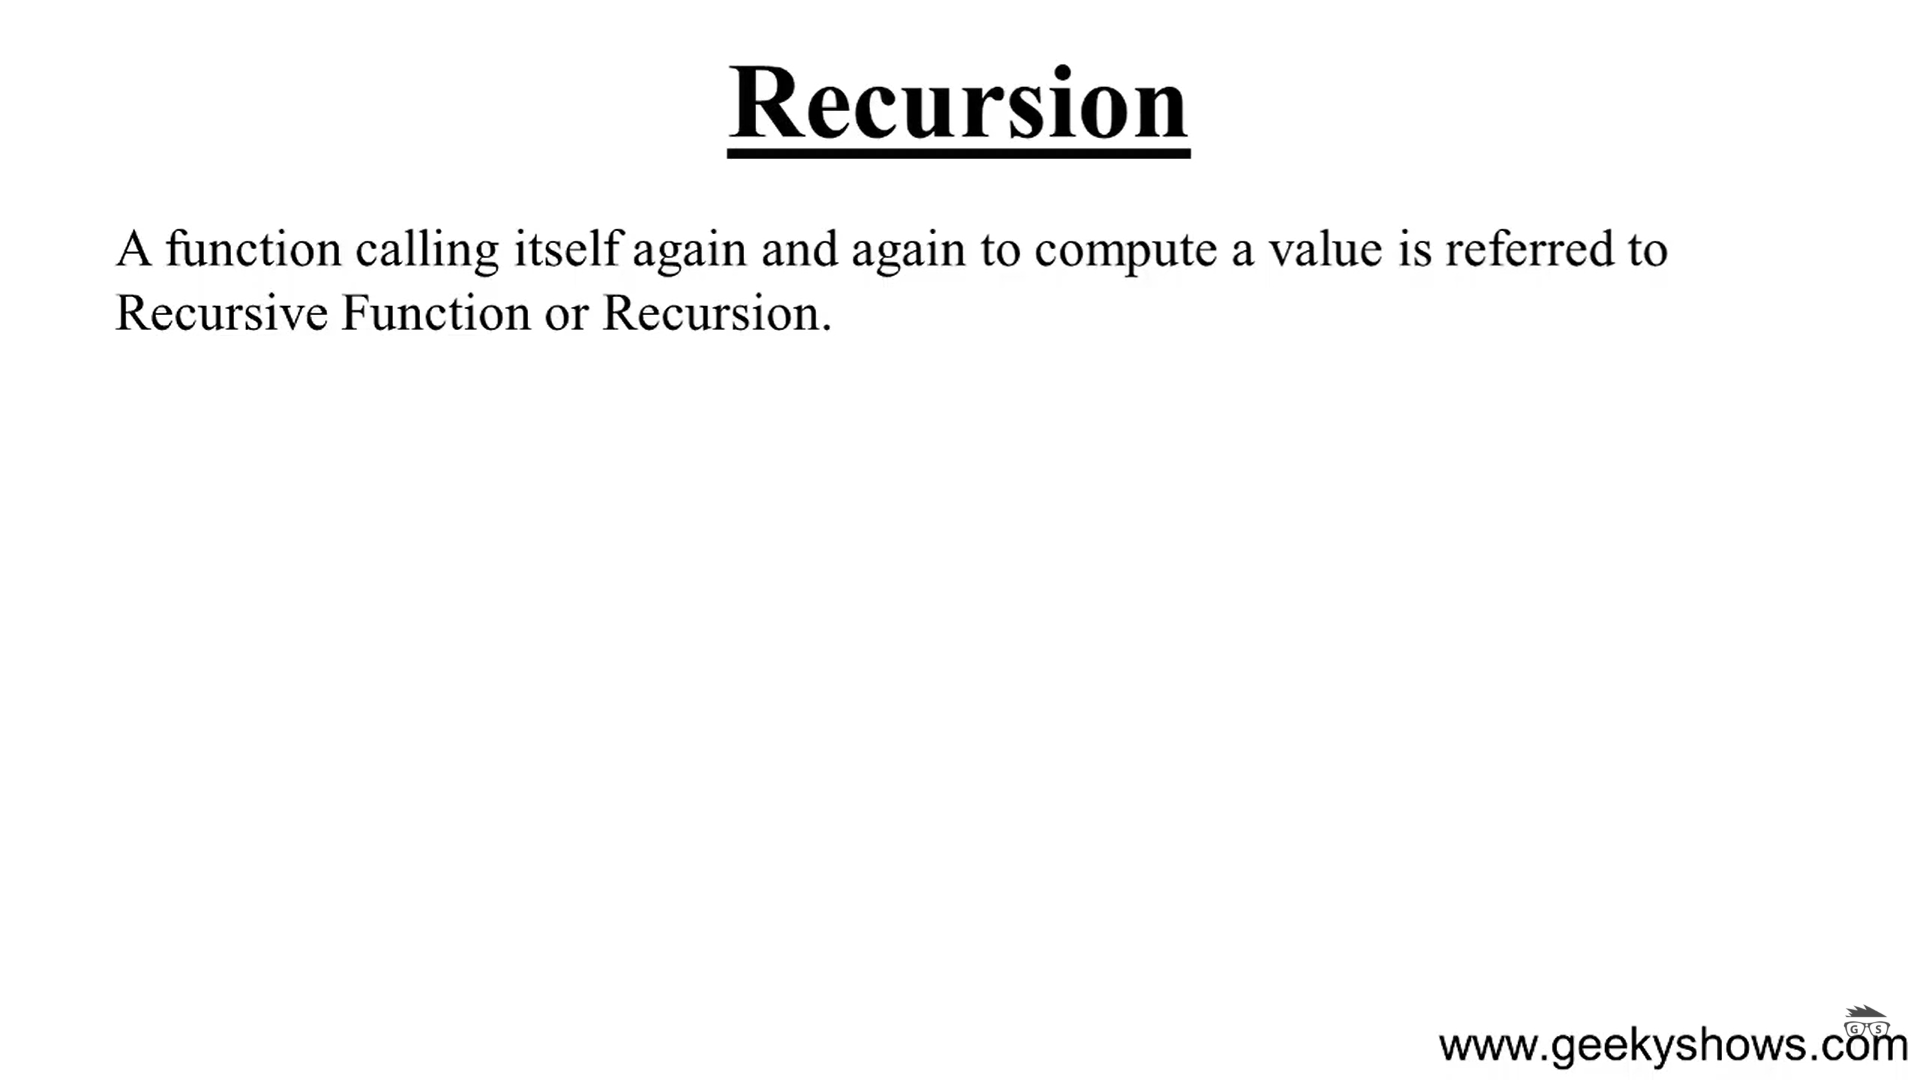 Recursion
A function calling itself again and again to compute a value is referred to
Recursive Function or Recursion.
G S
www.geekyshows.com